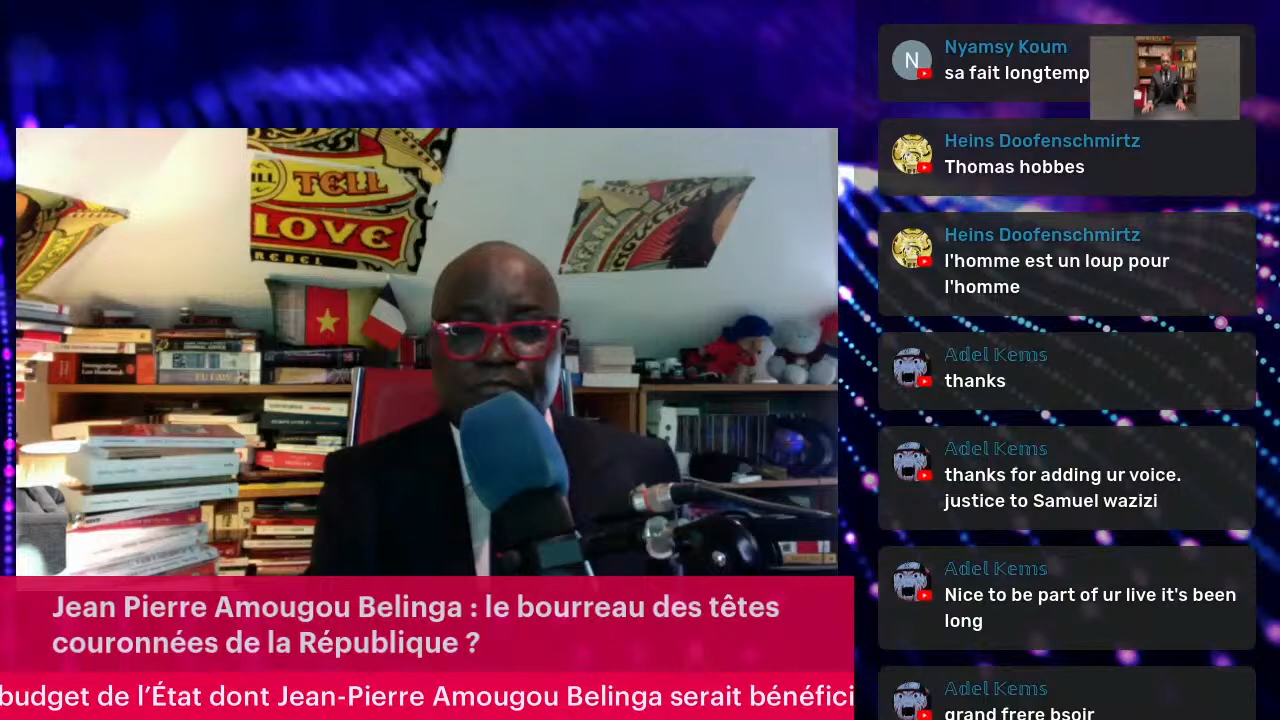 TELL
LOVE
REBEL
Jean Pierre Amougou Belinga : le bourreau des têtes
couronnées de la République ?
budget de l’État dont Jean-Pierre Amougou Belinga serait bénéfici
N
Nyamsy Koum
sa fait longtemp
Heins Doofenschmirtz
Thomas hobbes
Heins Doofenschmirtz
l'homme est un loup pour
l'homme
Adel Kems
thanks
Adel Kems
thanks for adding ur voice.
justice to Samuel wazizi
Adel Kems
Nice to be part of ur live it's been
long
Adel Kems
grand frere bsoir